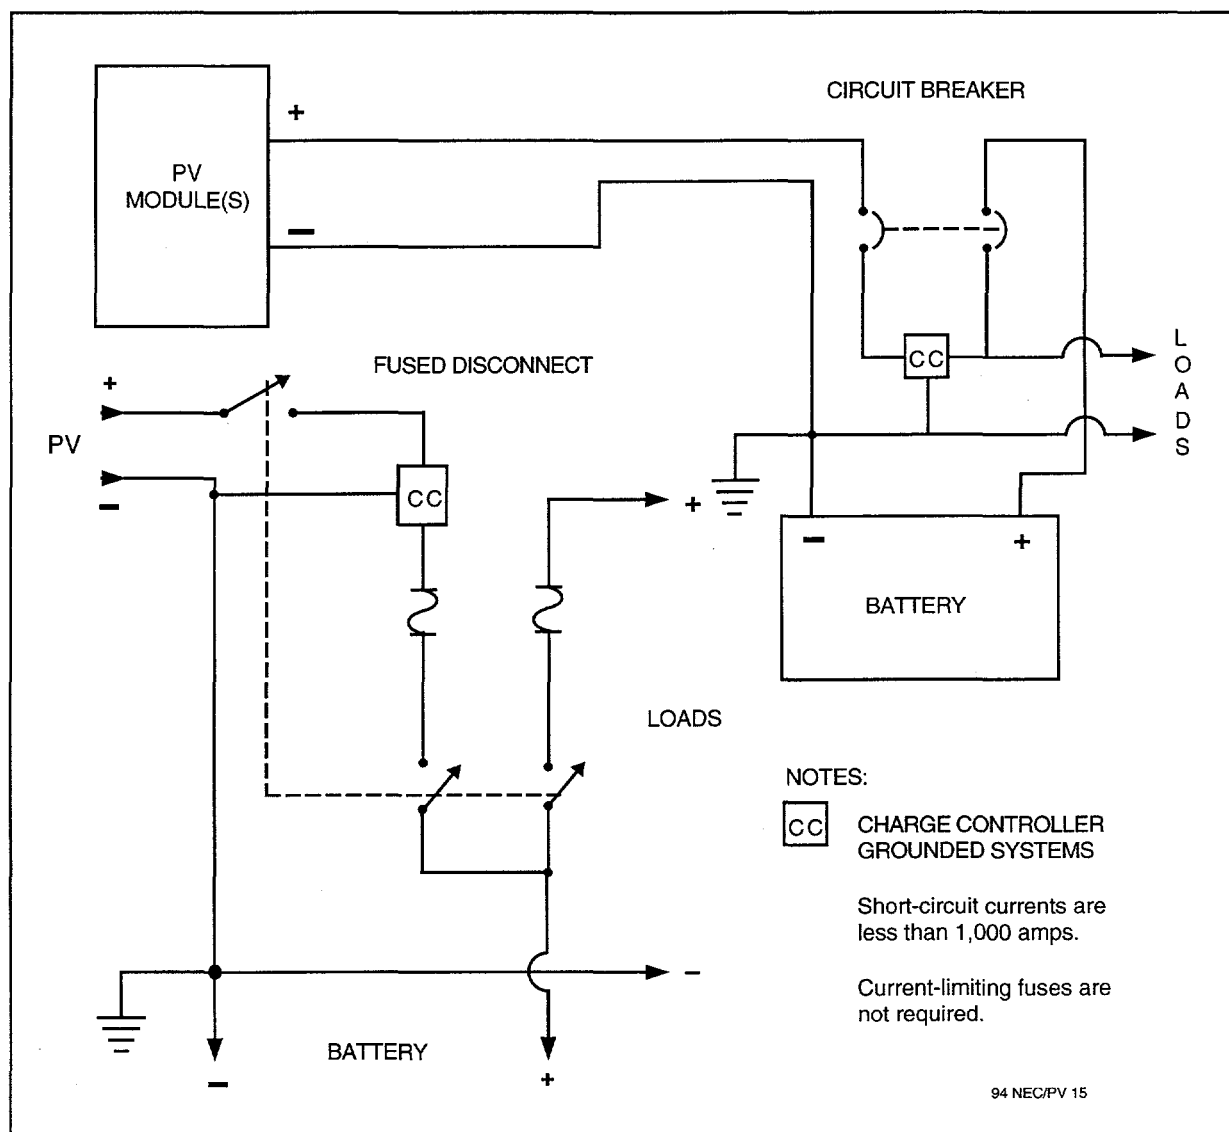 CIRCUIT BREAKER
+
PV
MODULE(S)
−
CC
L
O
A
D
S
FUSED DISCONNECT
+
PV
−
CC
+
− +
BATTERY
LOADS
NOTES:
CC CHARGE CONTROLLER
GROUNDED SYSTEMS
Short-circuit currents are
less than 1,000 amps.
Current-limiting fuses are
not required.
−
BATTERY
− +
94 NEC/PV 15